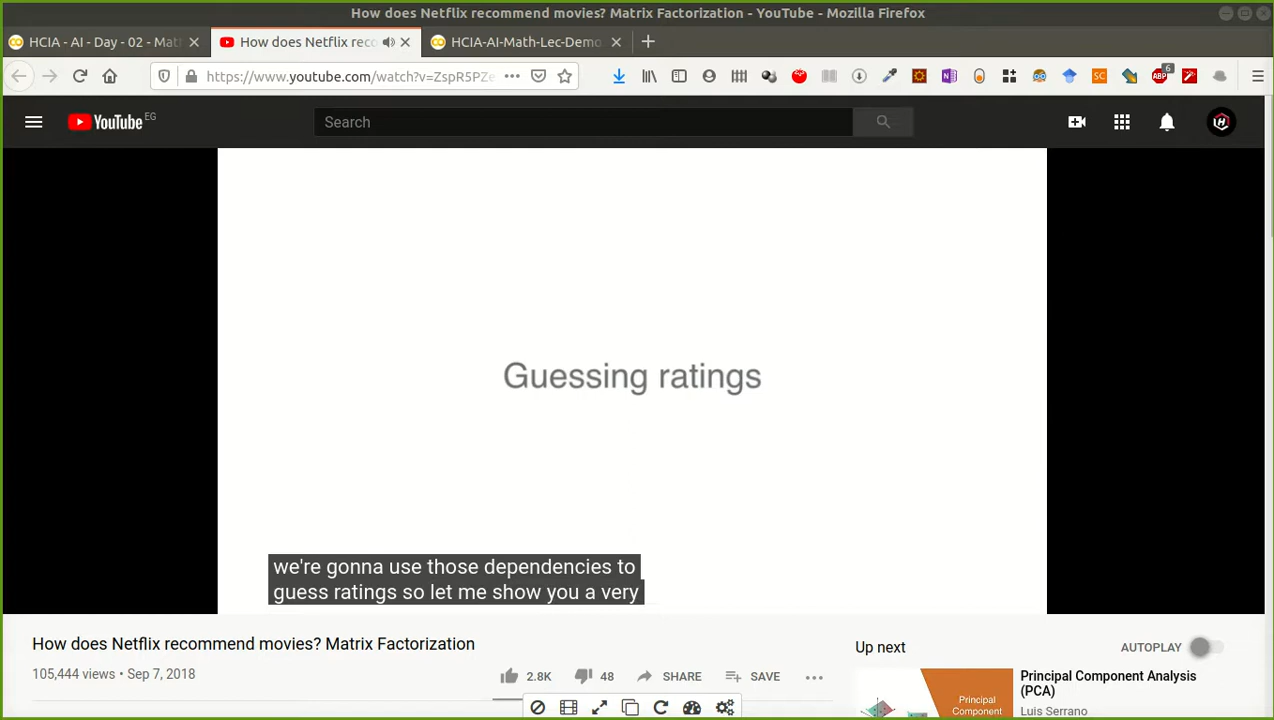 How does Netflix recommend movies? Matrix Factorization - YouTube - Mozilla Firefox
HCIA - AI - Day - 02 - Mat
How does Netflix reco
HCIA-AI-Math-Lec-Demo
https://www.youtube.com/watch?v=ZspR5PZe
6
SC
ABP
YouTube EG
Search
Guessing ratings
we're gonna use those dependencies to
guess ratings so let me show you a very
How does Netflix recommend movies? Matrix Factorization
105,444 views • Sep 7, 2018
2.8K
48
SHARE
SAVE
Up next
AUTOPLAY
Principal
Component
Principal Component Analysis
(PCA)
Luis Serrano